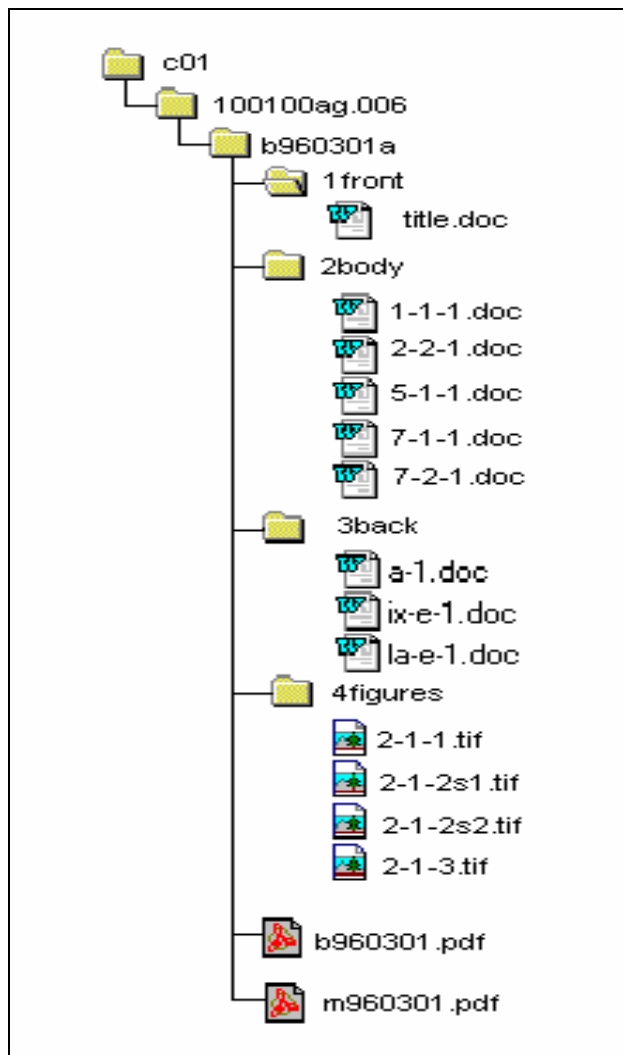 c01
100100ag.006
b960301a
1front
title.doc
2body
1-1-1.doc
2-2-1.doc
5-1-1.doc
7-1-1.doc
7-2-1.doc
3back
a-1.doc
ix-e-1.doc
la-e-1.doc
4figures
2-1-1.tif
2-1-2s1.tif
2-1-2s2.tif
2-1-3.tif
b960301.pdf
m960301.pdf